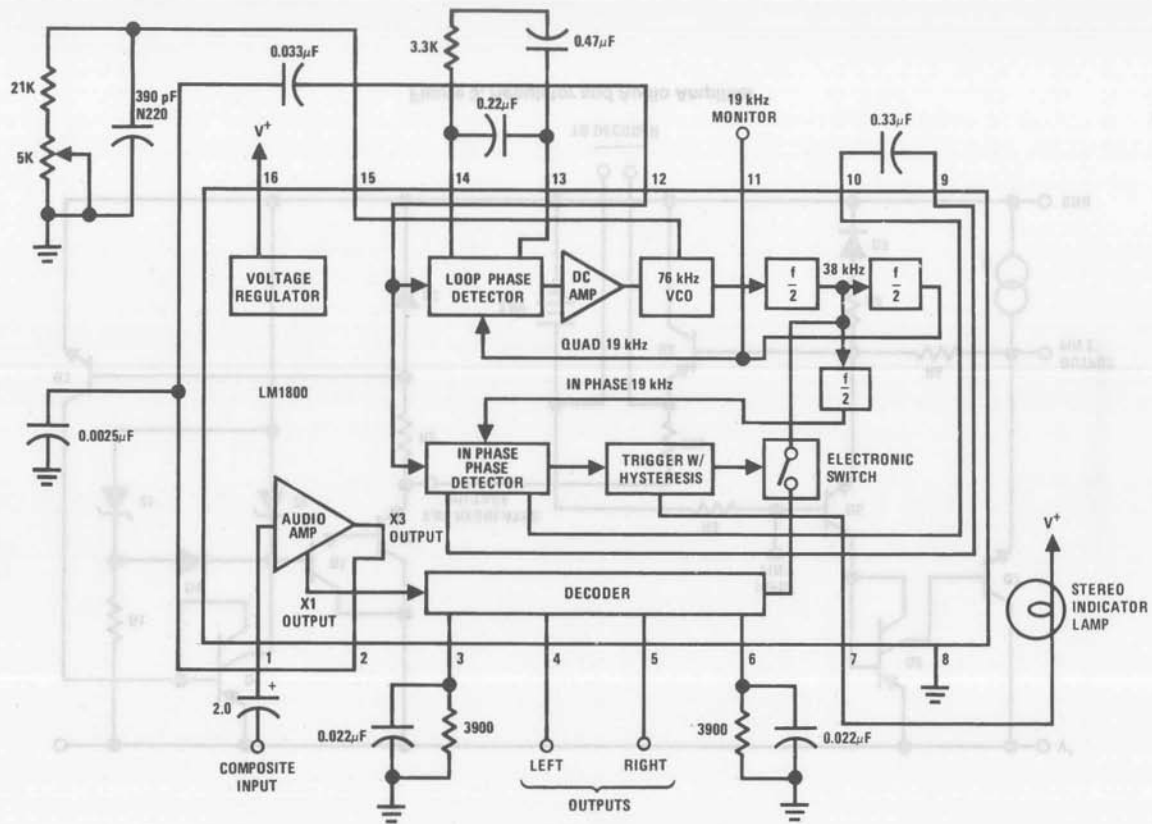 3.3K
0.47µF
0.033µF
21K
390 pF
N220
0.22µF
19 kHz
MONITOR
0.33µF
V+
5K
16
15
14
13
12
11
10
9
VOLTAGE
REGULATOR
LOOP PHASE
DETECTOR
DC
AMP
76 kHz
VCO
f
2
38 kHz
f
2
QUAD 19 kHz
IN PHASE 19 kHz
f
2
LM1800
0.0025µF
IN PHASE
PHASE
DETECTOR
TRIGGER W/
HYSTERESIS
ELECTRONIC
SWITCH
AUDIO
AMP
X3
OUTPUT
V+
X1
OUTPUT
DECODER
STEREO
INDICATOR
LAMP
1
2
3
4
5
6
7
8
+
2.0
0.022µF
3900
3900
0.022µF
COMPOSITE
INPUT
LEFT
RIGHT
OUTPUTS